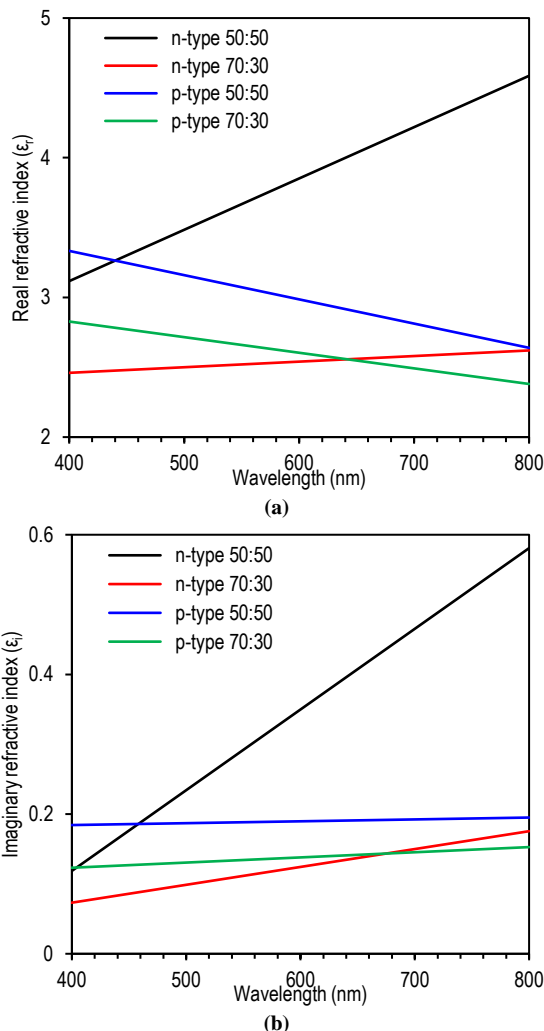 5
n-type 50:50
n-type 70:30
p-type 50:50
p-type 70:30
4
3
2
Real refractive index (εr)
400 500 600 700 800
Wavelength (nm)
(a)
0.6
n-type 50:50
n-type 70:30
p-type 50:50
p-type 70:30
0.4
0.2
0
Imaginary refractive index (εi)
400 500 600 700 800
Wavelength (nm)
(b)